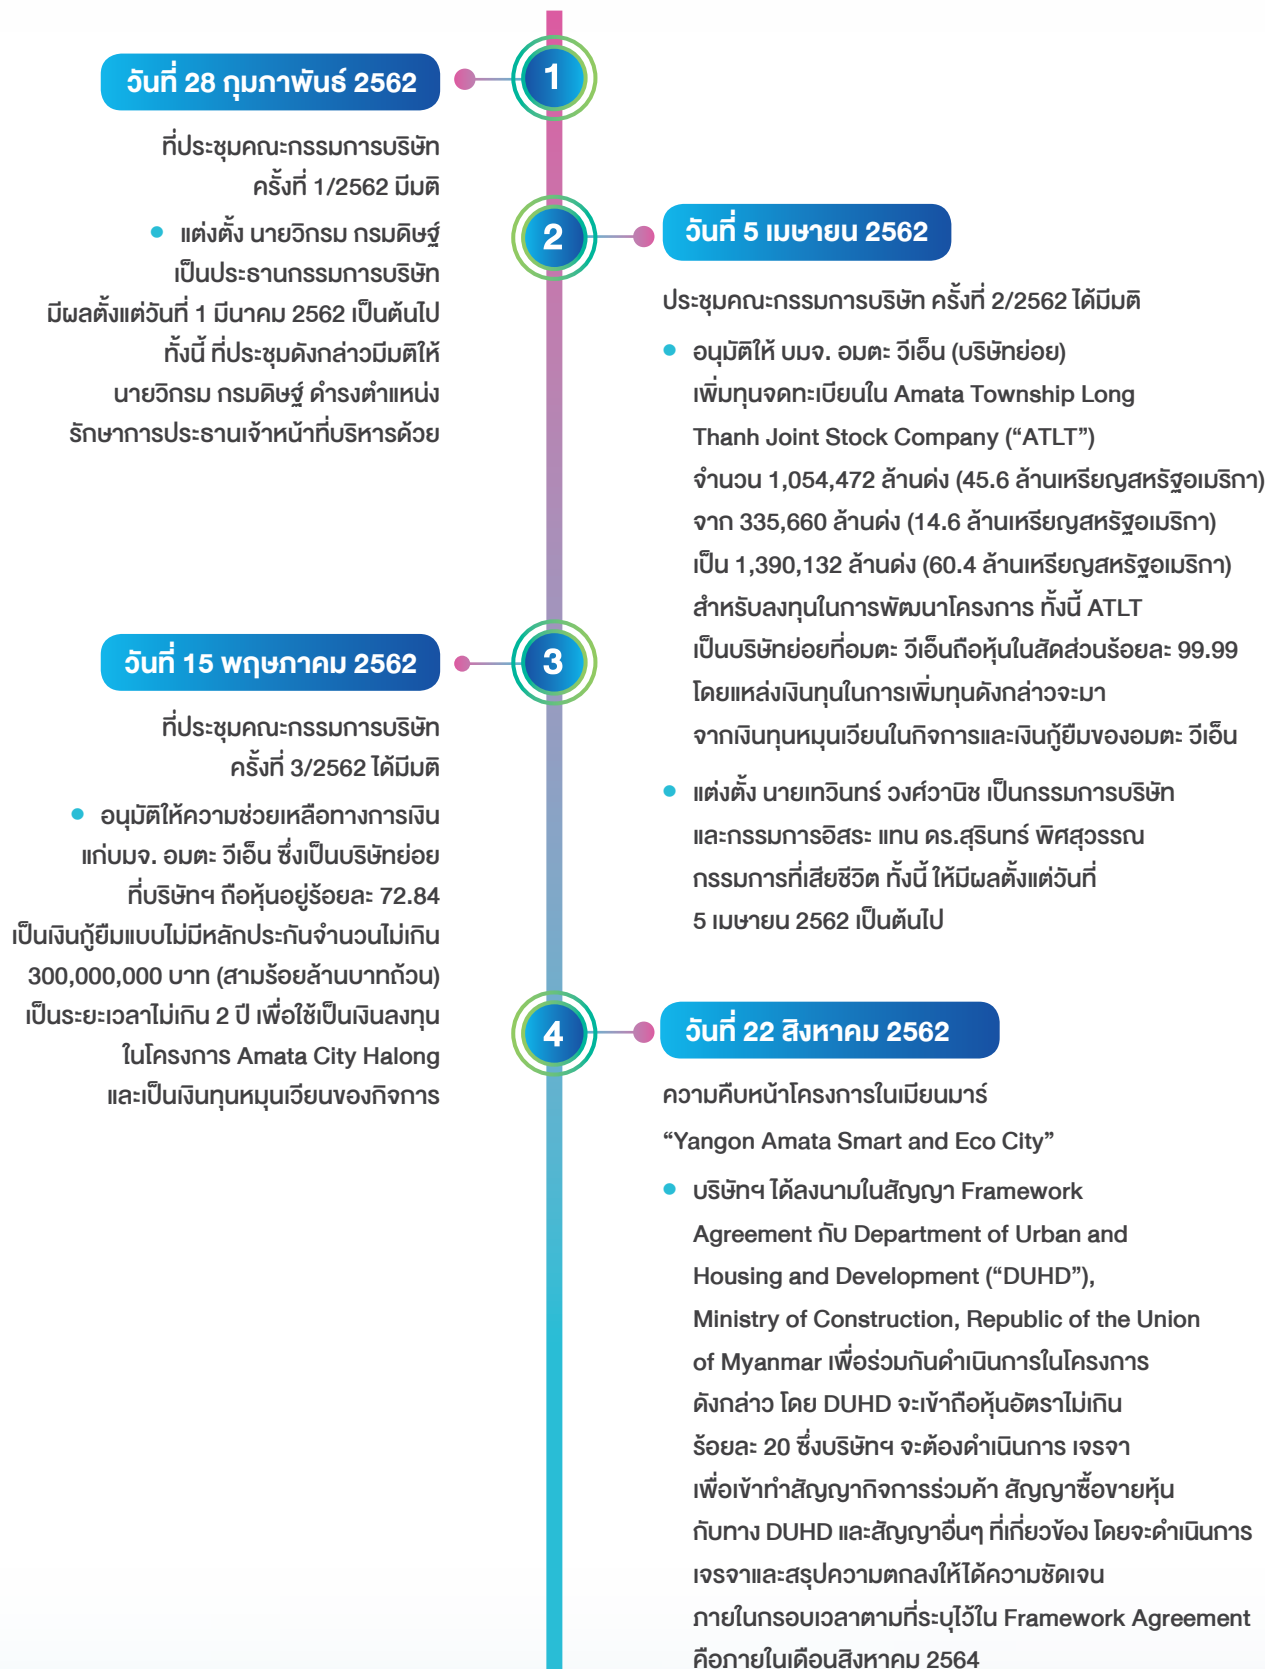 1
วันที่ 28 กุมภาพันธ์ 2562
ที่ประชุมคณะกรรมการบริษัท
ครั้งที่ 1/2562 มีมติ
• แต่งตั้ง นายวิกรม กรมดิษฐ์
เป็นประธานกรรมการบริษัท
มีผลตั้งแต่วันที่ 1 มีนาคม 2562 เป็นต้นไป
ทั้งนี้ ที่ประชุมดังกล่าวมีมติให้
นายวิกรม กรมดิษฐ์ ดำรงตำแหน่ง
รักษาการประธานเจ้าหน้าที่บริหารด้วย
2
วันที่ 5 เมษายน 2562
ประชุมคณะกรรมการบริษัท ครั้งที่ 2/2562 ได้มีมติ
• อนุมัติให้ บมจ. อมตะ วีเอ็น (บริษัทย่อย)
เพิ่มทุนจดทะเบียนใน Amata Township Long
Thanh Joint Stock Company (“ATLT”)
จำนวน 1,054,472 ล้านด่ง (45.6 ล้านเหรียญสหรัฐอเมริกา)
จาก 335,660 ล้านด่ง (14.6 ล้านเหรียญสหรัฐอเมริกา)
เป็น 1,390,132 ล้านด่ง (60.4 ล้านเหรียญสหรัฐอเมริกา)
สำหรับลงทุนในการพัฒนาโครงการ ทั้งนี้ ATLT
เป็นบริษัทย่อยที่อมตะ วีเอ็นถือหุ้นในสัดส่วนร้อยละ 99.99
โดยแหล่งเงินทุนในการเพิ่มทุนดังกล่าวจะมา
จากเงินทุนหมุนเวียนในกิจการและเงินกู้ยืมของอมตะ วีเอ็น
• แต่งตั้ง นายเทวินทร์ วงศ์วานิช เป็นกรรมการบริษัท
และกรรมการอิสระ แทน ดร.สุรินทร์ พิศสุวรรณ
กรรมการที่เสียชีวิต ทั้งนี้ ให้มีผลตั้งแต่วันที่
5 เมษายน 2562 เป็นต้นไป
3
วันที่ 15 พฤษภาคม 2562
ที่ประชุมคณะกรรมการบริษัท
ครั้งที่ 3/2562 ได้มีมติ
• อนุมัติให้ความช่วยเหลือทางการเงิน
แก่บมจ. อมตะ วีเอ็น ซึ่งเป็นบริษัทย่อย
ที่บริษัทฯ ถือหุ้นอยู่ร้อยละ 72.84
เป็นเงินกู้ยืมแบบไม่มีหลักประกันจำนวนไม่เกิน
300,000,000 บาท (สามร้อยล้านบาทถ้วน)
เป็นระยะเวลาไม่เกิน 2 ปี เพื่อใช้เป็นเงินลงทุน
ในโครงการ Amata City Halong
และเป็นเงินทุนหมุนเวียนของกิจการ
4
วันที่ 22 สิงหาคม 2562
ความคืบหน้าโครงการในเมียนมาร์
“Yangon Amata Smart and Eco City”
• บริษัทฯ ได้ลงนามในสัญญา Framework
Agreement กับ Department of Urban and
Housing and Development (“DUHD”),
Ministry of Construction, Republic of the Union
of Myanmar เพื่อร่วมกันดำเนินการในโครงการ
ดังกล่าว โดย DUHD จะเข้าถือหุ้นอัตราไม่เกิน
ร้อยละ 20 ซึ่งบริษัทฯ จะต้องดำเนินการ เจรจา
เพื่อเข้าทำสัญญากิจการร่วมค้า สัญญาซื้อขายหุ้น
กับทาง DUHD และสัญญาอื่นๆ ที่เกี่ยวข้อง โดยจะดำเนินการ
เจรจาและสรุปความตกลงให้ได้ความชัดเจน
ภายในกรอบเวลาตามที่ระบุไว้ใน Framework Agreement
คือภายในเดือนสิงหาคม 2564